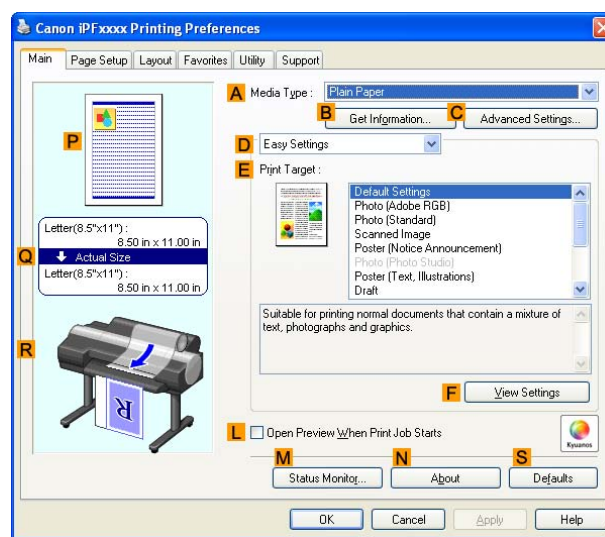 Canon iPFxxxx Printing Preferences
Main Page Setup Layout Favorites Utility Support
A Media Type : Plain Paper
B Get Information... C Advanced Settings...
D Easy Settings
E Print Target :
Default Settings
Photo (Adobe RGB)
Photo (Standard)
Scanned Image
Poster (Notice Announcement)
Photo (Photo Studio)
Poster (Text, Illustrations)
Draft
Suitable for printing normal documents that contain a mixture of
text, photographs and graphics.
F View Settings
P
Letter(8.5"x11") :
8.50 in x 11.00 in
Q Actual Size
Letter(8.5"x11") :
8.50 in x 11.00 in
R
R
L Open Preview When Print Job Starts
Kyuanos
M Status Monitor... N About S Defaults
OK Cancel Apply Help